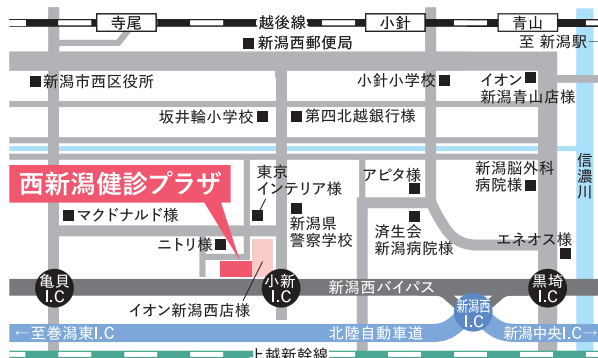 寺尾
越後線
小針
青山
新潟西郵便局
至 新潟駅
新潟市西区役所
小針小学校
イオン
新潟青山店様
坂井輪小学校
第四北越銀行様
西新潟健診プラザ
東京
インテリア様
アピタ様
新潟脳外科
病院様
信濃川
マクドナルド様
新潟県
警察学校
済生会
新潟病院様
ニトリ様
エネオス様
亀貝
I.C
イオン新潟西店様
小新
I.C
新潟西バイパス
黒埼
I.C
新潟西
I.C
←至巻潟東I.C
北陸自動車道
新潟中央I.C→
上越新幹線